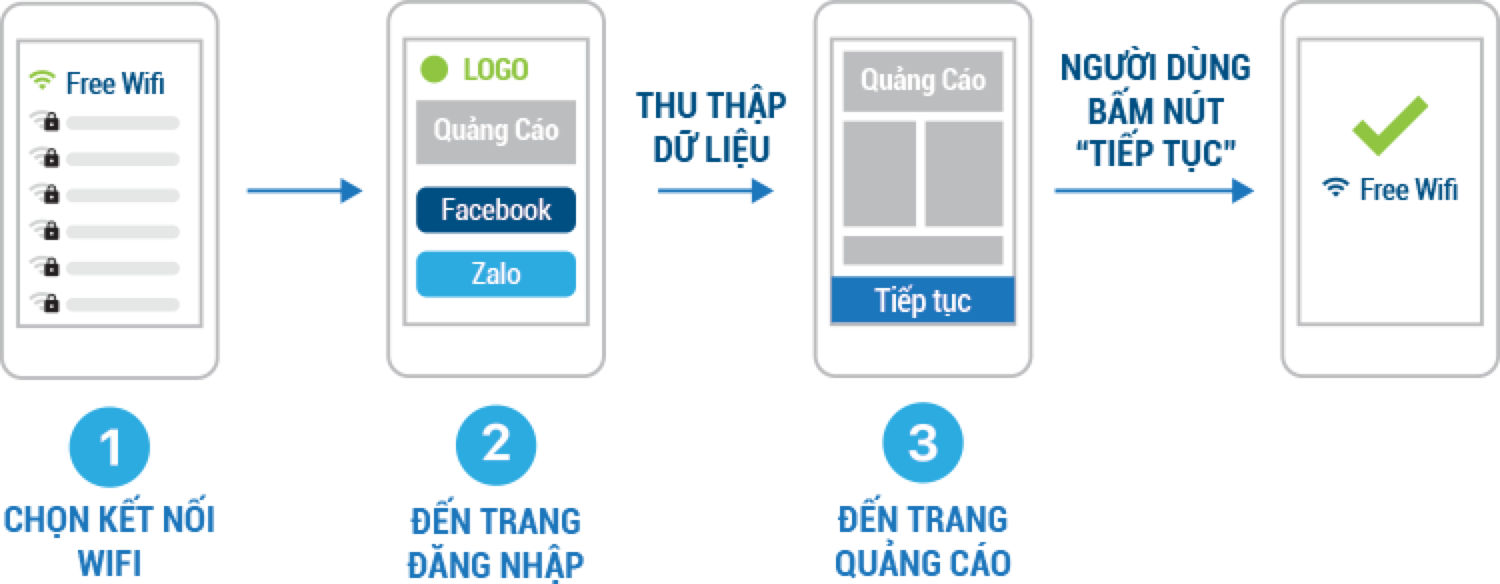 Free Wifi
1
CHỌN KẾT NỐI
WIFI
LOGO
Quảng Cáo
Facebook
Zalo
2
ĐẾN TRANG
ĐĂNG NHẬP
THU THẬP
DỮ LIỆU
Quảng Cáo
Tiếp tục
3
ĐẾN TRANG
QUẢNG CÁO
NGƯỜI DÙNG
BẤM NÚT
“TIẾP TỤC”
Free Wifi